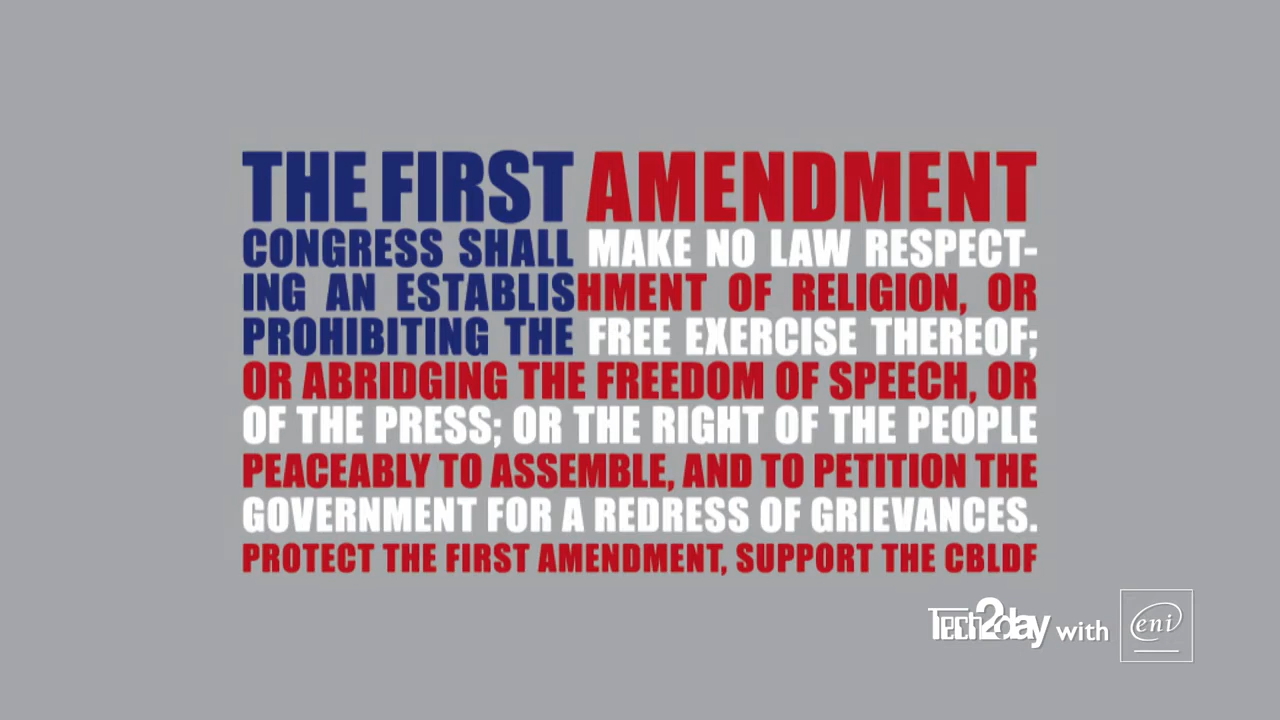 THE FIRST AMENDMENT
CONGRESS SHALL MAKE NO LAW RESPECT-
ING AN ESTABLISHMENT OF RELIGION, OR
PROHIBITING THE FREE EXERCISE THEREOF;
OR ABRIDGING THE FREEDOM OF SPEECH, OR
OF THE PRESS; OR THE RIGHT OF THE PEOPLE
PEACEABLY TO ASSEMBLE, AND TO PETITION THE
GOVERNMENT FOR A REDRESS OF GRIEVANCES.
PROTECT THE FIRST AMENDMENT, SUPPORT THE CBLDF
Tech2day with eni